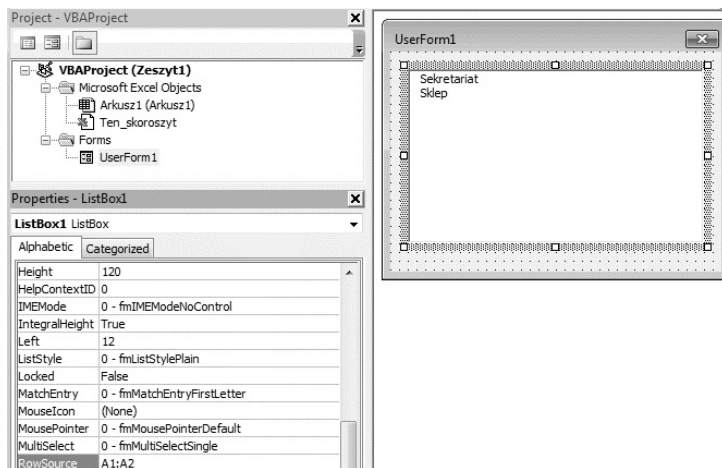 Project - VBAProject
VBAProject (Zeszyt1)
Microsoft Excel Objects
Arkusz1 (Arkusz1)
Ten_skoroszyt
Forms
UserForm1
Properties - ListBox1
ListBox1 ListBox
Alphabetic Categorized
Height 120
HelpContextID 0
IMEMode 0 - fmIMEModeNoControl
IntegralHeight True
Left 12
ListStyle 0 - fmListStylePlain
Locked False
MatchEntry 0 - fmMatchEntryFirstLetter
MouseIcon (None)
MousePointer 0 - fmMousePointerDefault
MultiSelect 0 - fmMultiSelectSingle
RowSource A1:A2
UserForm1
Sekretariat
Sklep